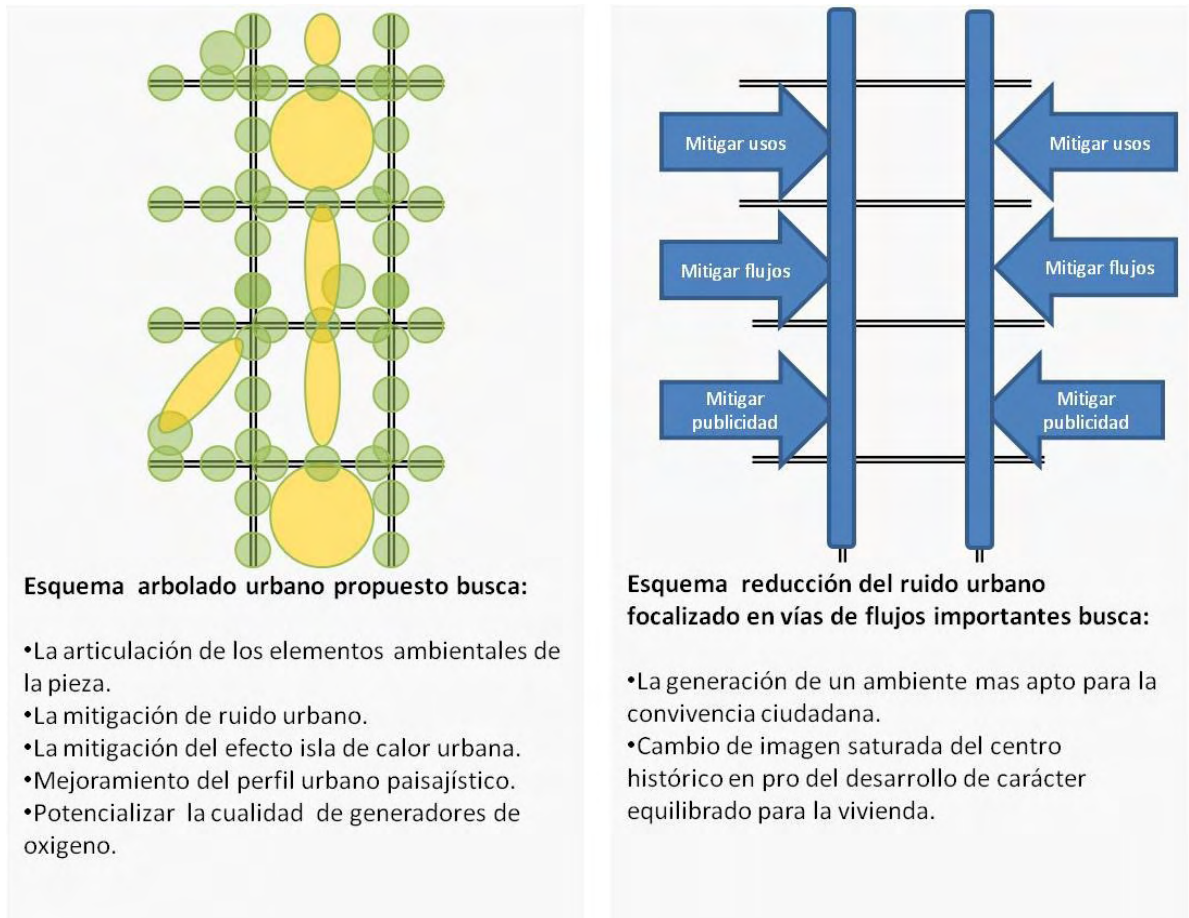 Esquema arbolado urbano propuesto busca:
•La articulación de los elementos ambientales de
la pieza.
•La mitigación de ruido urbano.
•La mitigación del efecto isla de calor urbana.
•Mejoramiento del perfil urbano paisajístico.
•Potencializar la cualidad de generadores de
oxigeno.
Mitigar usos
Mitigar usos
Mitigar flujos
Mitigar flujos
Mitigar
publicidad
Mitigar
publicidad
Esquema reducción del ruido urbano
focalizado en vías de flujos importantes busca:
•La generación de un ambiente mas apto para la
convivencia ciudadana.
•Cambio de imagen saturada del centro
histórico en pro del desarrollo de carácter
equilibrado para la vivienda.